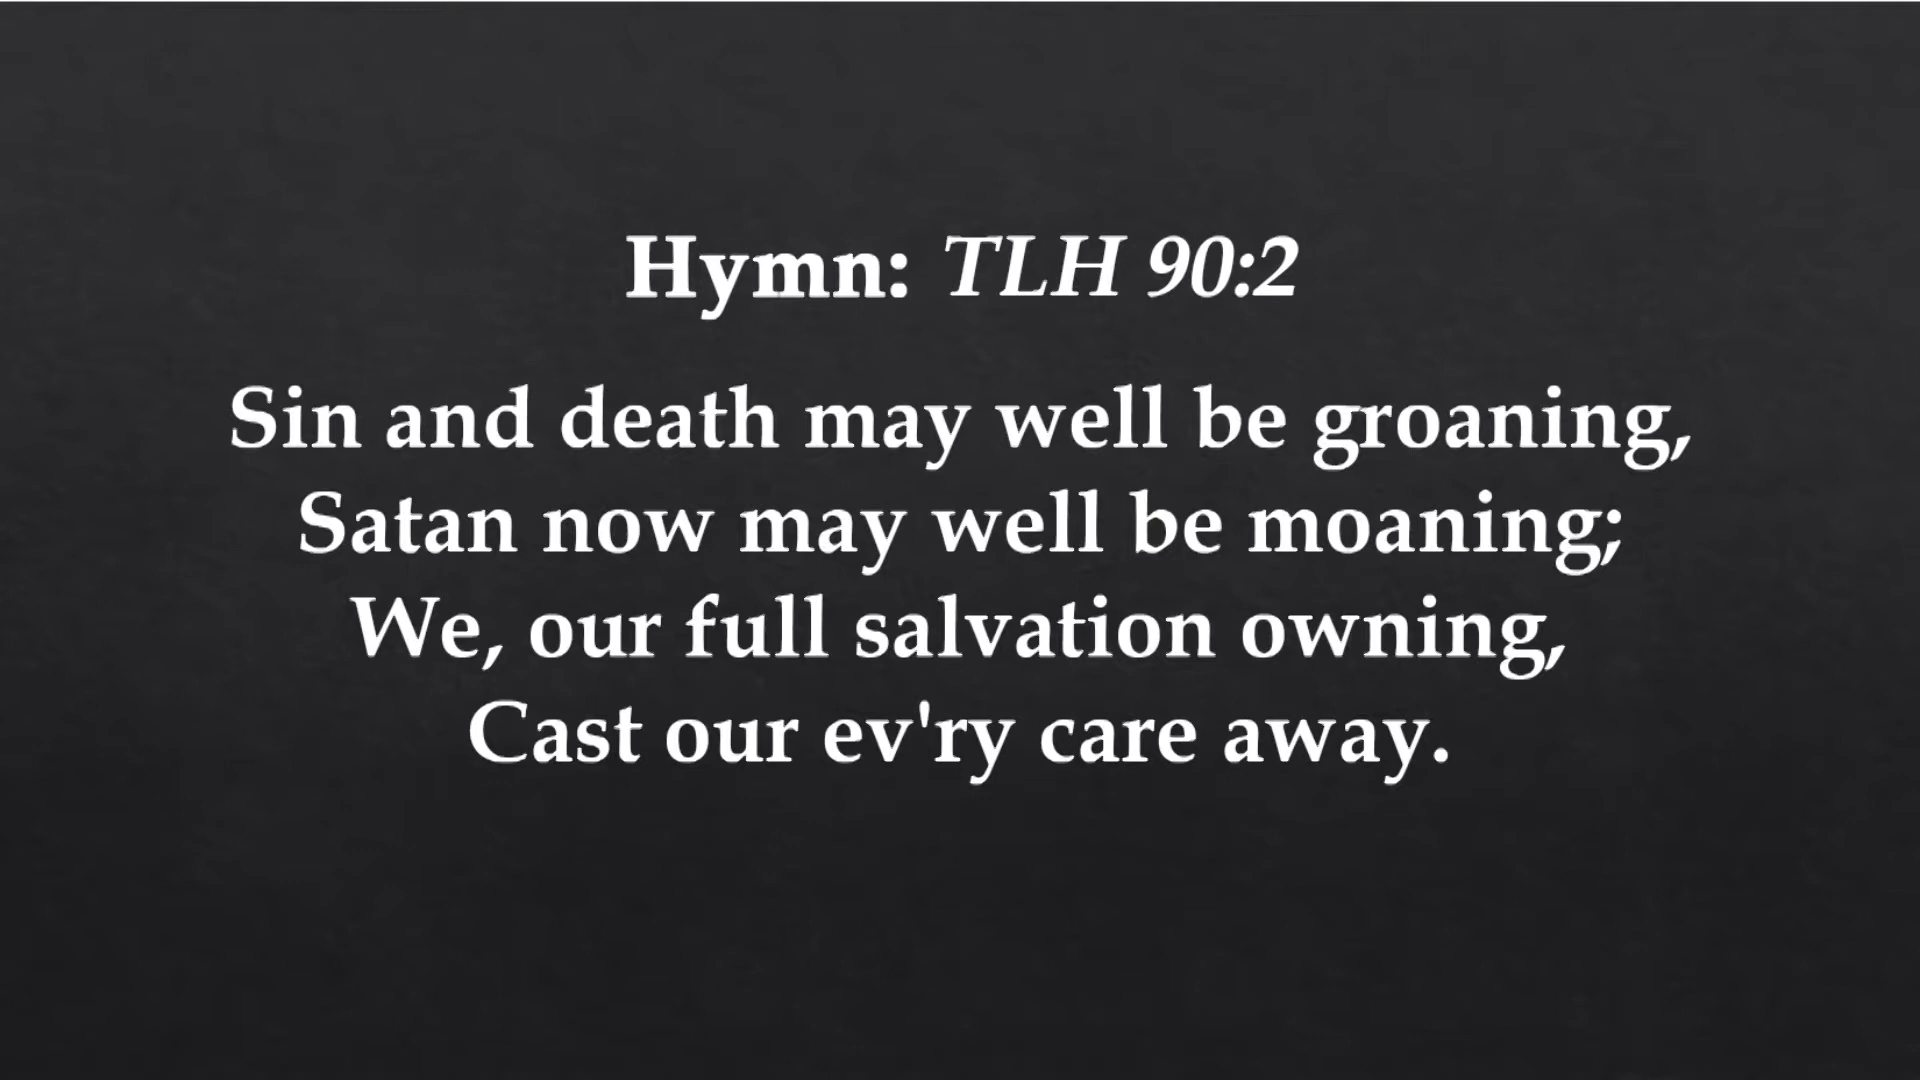 Hymn: TLH 90:2
Sin and death may well be groaning,
Satan now may well be moaning;
We, our full salvation owning,
Cast our ev'ry care away.